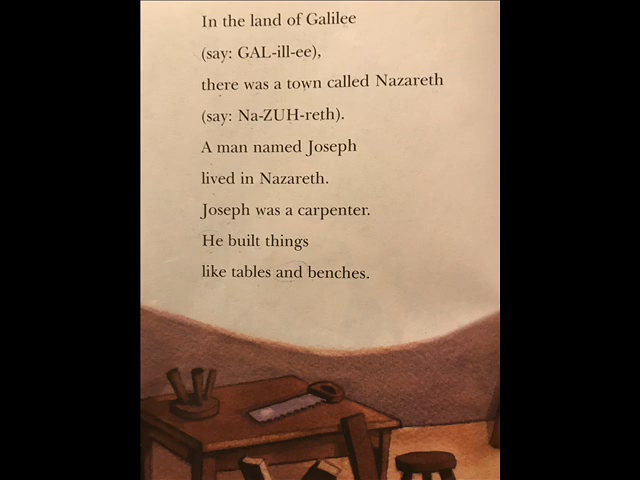 In the land of Galilee
(say: GAL-ill-ee),
there was a town called Nazareth
(say: Na-ZUH-reth).
A man named Joseph
lived in Nazareth.
Joseph was a carpenter.
He built things
like tables and benches.